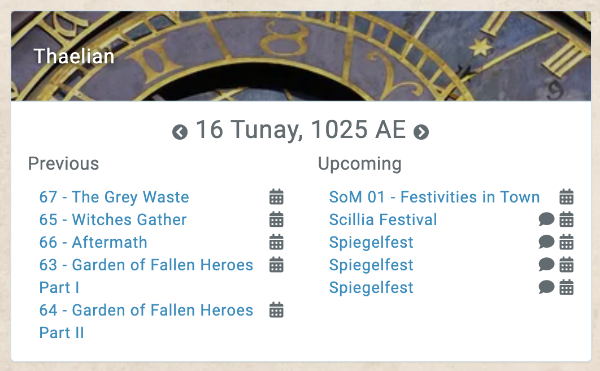 Thaelian
16 Tunay, 1025 AE
Previous
67 - The Grey Waste
65 - Witches Gather
66 - Aftermath
63 - Garden of Fallen Heroes
Part I
64 - Garden of Fallen Heroes
Part II
Upcoming
SoM 01 - Festivities in Town
Scillia Festival
Spiegelfest
Spiegelfest
Spiegelfest